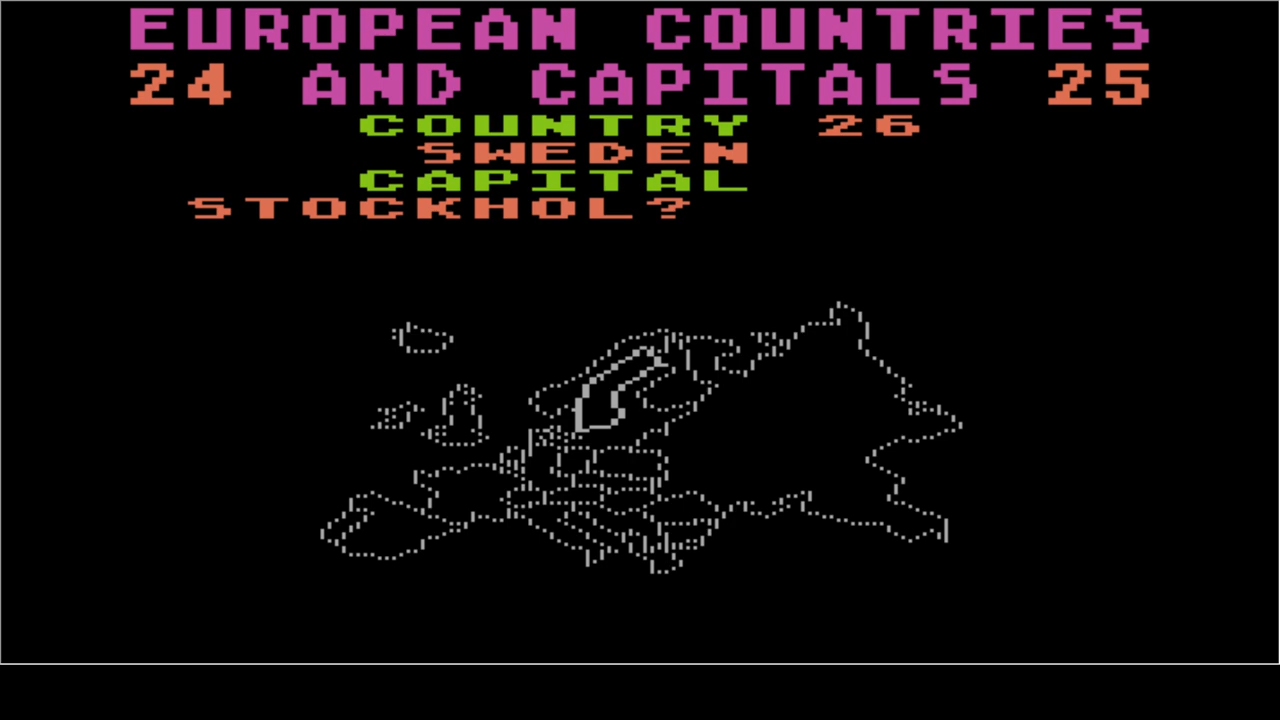 EUROPEAN COUNTRIES
24 AND CAPITALS 25
COUNTRY 26
SWEDEN
CAPITAL
STOCKHOL?